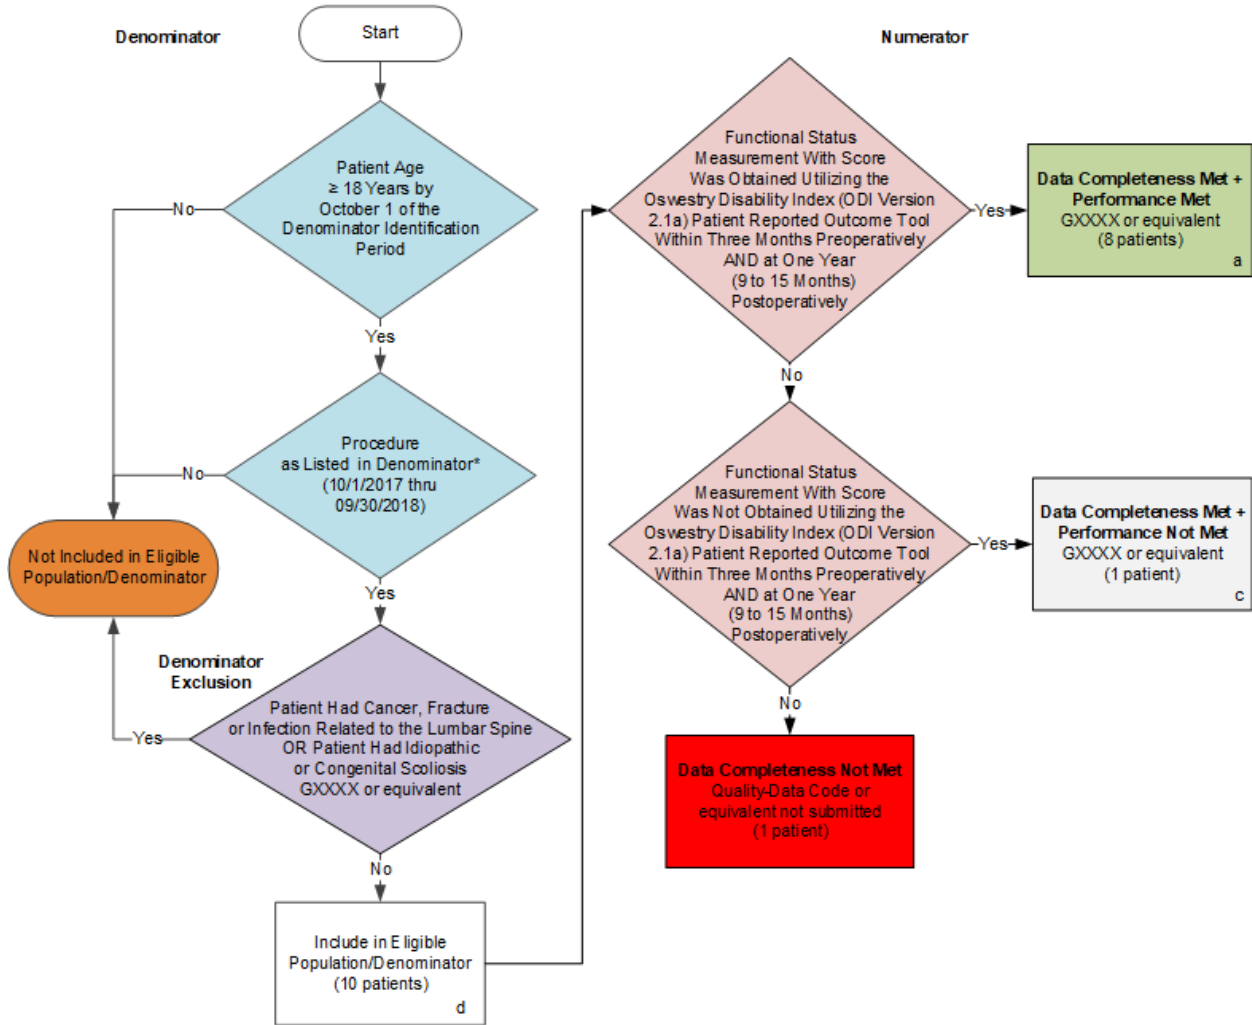 Denominator
Start
Patient Age
≥ 18 Years by
October 1 of the
Denominator Identification
Period
No
Yes
Procedure
as Listed in Denominator*
(10/1/2017 thru
09/30/2018)
No
Not Included in Eligible
Population/Denominator
Yes
Denominator
Exclusion
Patient Had Cancer, Fracture
or Infection Related to the Lumbar Spine
OR Patient Had Idiopathic
or Congenital Scoliosis
GXXXX or equivalent
Yes
No
Include in Eligible
Population/Denominator
(10 patients)
d
Numerator
Functional Status
Measurement With Score
Was Obtained Utilizing the
Oswestry Disability Index (ODI Version
2.1a) Patient Reported Outcome Tool
Within Three Months Preoperatively
AND at One Year
(9 to 15 Months)
Postoperatively
Yes
Data Completeness Met +
Performance Met
GXXXX or equivalent
(8 patients)
a
No
Functional Status
Measurement With Score
Was Not Obtained Utilizing the
Oswestry Disability Index (ODI Version
2.1a) Patient Reported Outcome Tool
Within Three Months Preoperatively
AND at One Year
(9 to 15 Months)
Postoperatively
Yes
Data Completeness Met +
Performance Not Met
GXXXX or equivalent
(1 patient)
c
No
Data Completeness Not Met
Quality-Data Code or
equivalent not submitted
(1 patient)